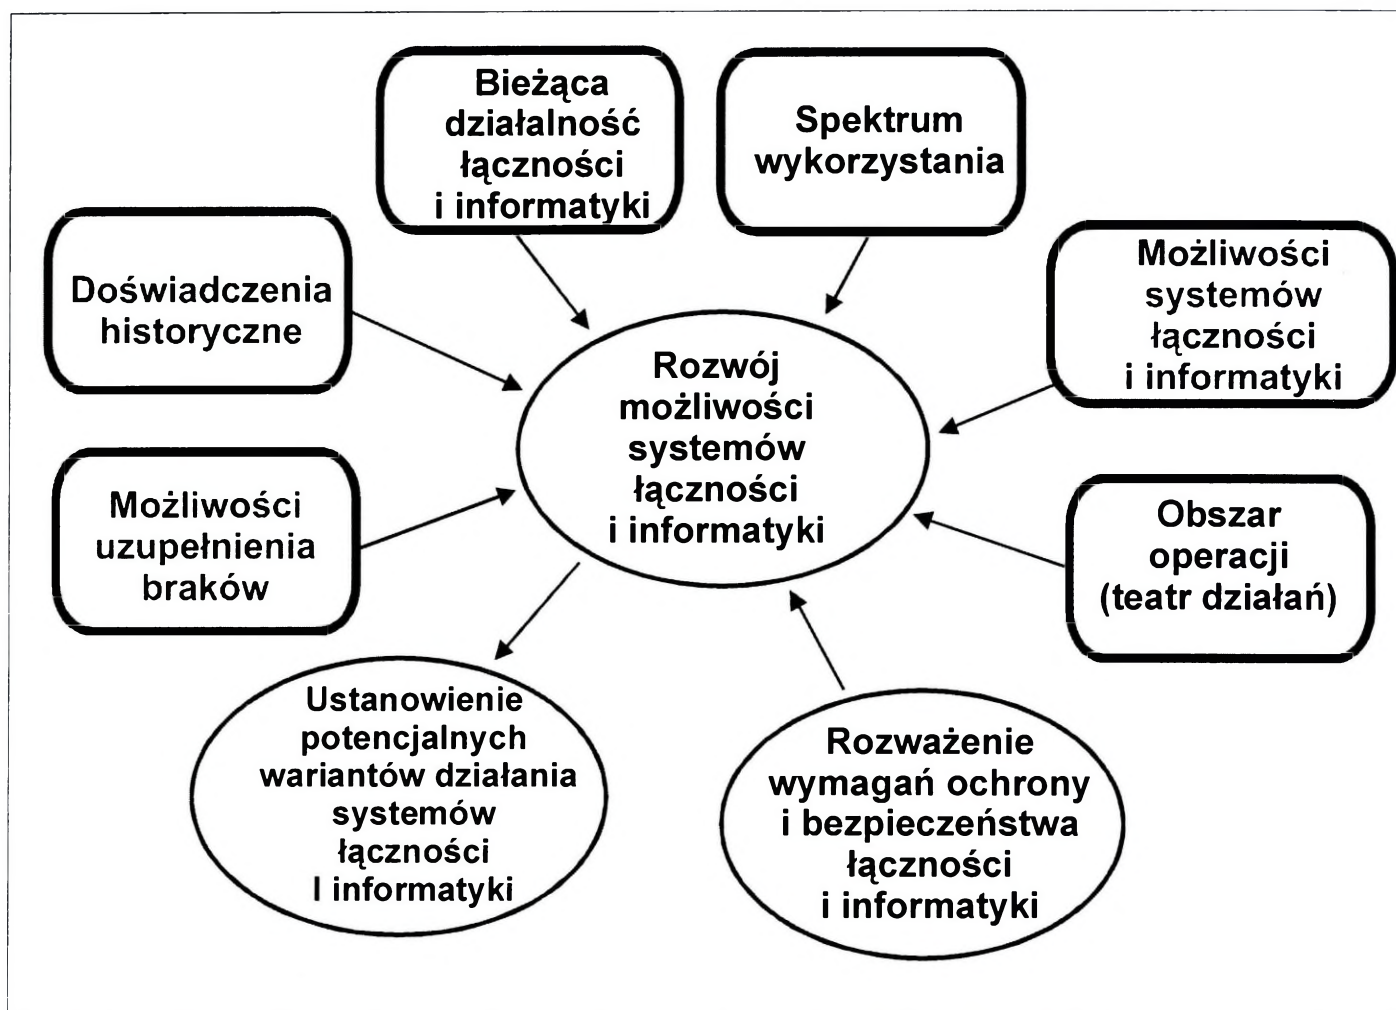 Bieżąca
działalność
łączności
i informatyki
Spektrum
wykorzystania
Doświadczenia
historyczne
Możliwości
systemów
łączności
i informatyki
Rozwój
możliwości
systemów
łączności
i informatyki
Możliwości
uzupełnienia
braków
Obszar
operacji
(teatr działań)
Ustanowienie
potencjalnych
wariantów działania
systemów
łączności
I informatyki
Rozważenie
wymagań ochrony
i bezpieczeństwa
łączności
i informatyki